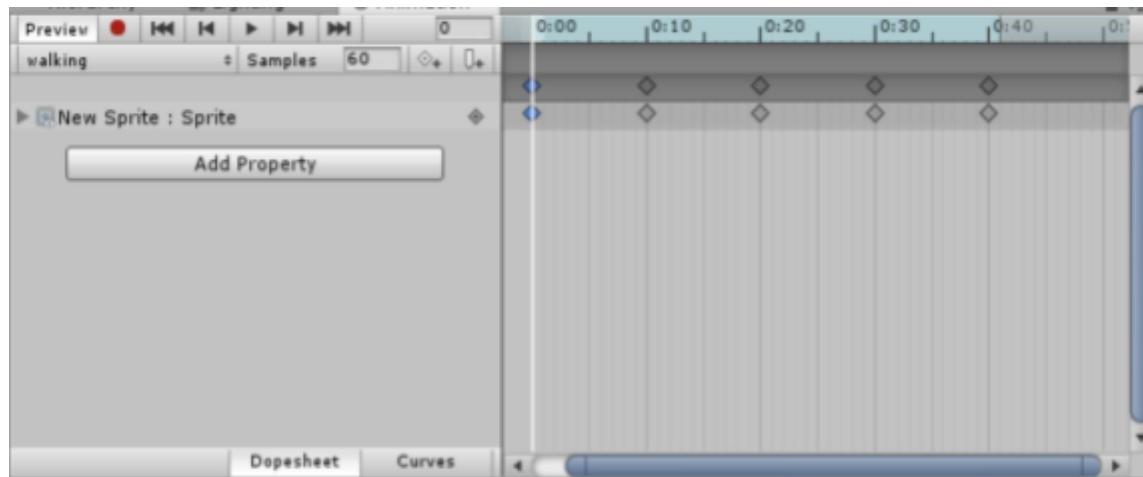 Preview 0 0:00 0:10 0:20 0:30 0:40
walking Samples 60
New Sprite : Sprite
Add Property
Dopesheet Curves